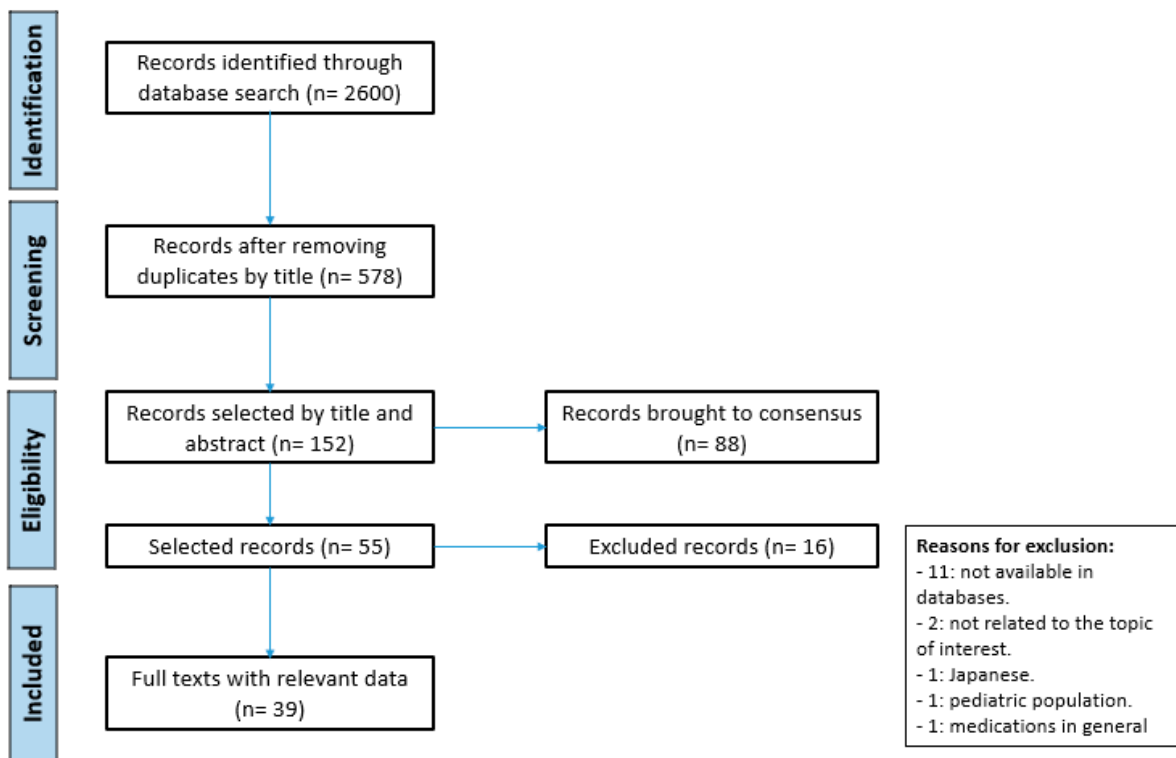 Identification
Records identified through
database search (n= 2600)
Screening
Records after removing
duplicates by title (n= 578)
Eligibility
Records selected by title and
abstract (n= 152)
Records brought to consensus
(n= 88)
Selected records (n= 55)
Excluded records (n= 16)
Reasons for exclusion:
- 11: not available in
databases.
- 2: not related to the topic
of interest.
- 1: Japanese.
- 1: pediatric population.
- 1: medications in general
Included
Full texts with relevant data
(n= 39)